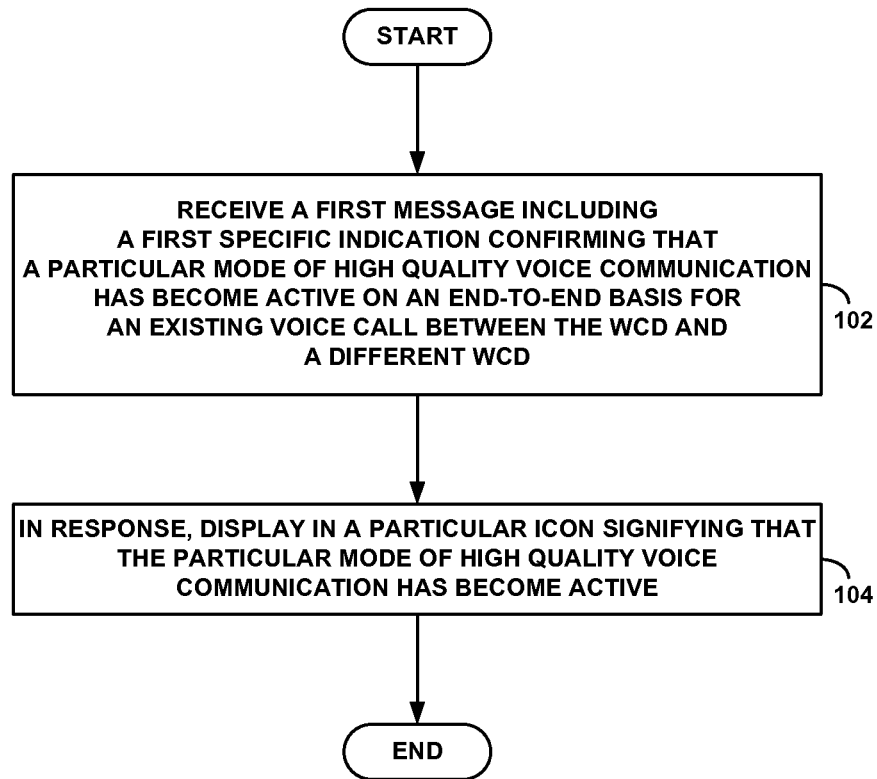 START
RECEIVE A FIRST MESSAGE INCLUDING
A FIRST SPECIFIC INDICATION CONFIRMING THAT
A PARTICULAR MODE OF HIGH QUALITY VOICE COMMUNICATION
HAS BECOME ACTIVE ON AN END-TO-END BASIS FOR
AN EXISTING VOICE CALL BETWEEN THE WCD AND
A DIFFERENT WCD
102
IN RESPONSE, DISPLAY IN A PARTICULAR ICON SIGNIFYING THAT
THE PARTICULAR MODE OF HIGH QUALITY VOICE
COMMUNICATION HAS BECOME ACTIVE
104
END